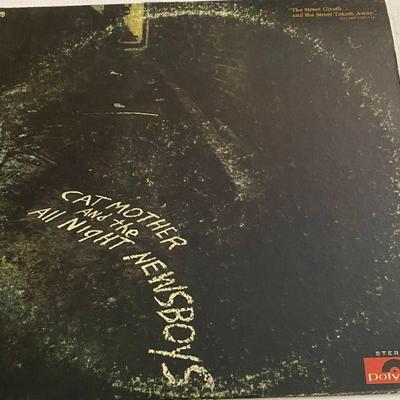 "The Street Giveth ...
and the Street Taketh Away"
CAT MOTHER
And the
All NigHT NEWSBOYS
STER
Poly